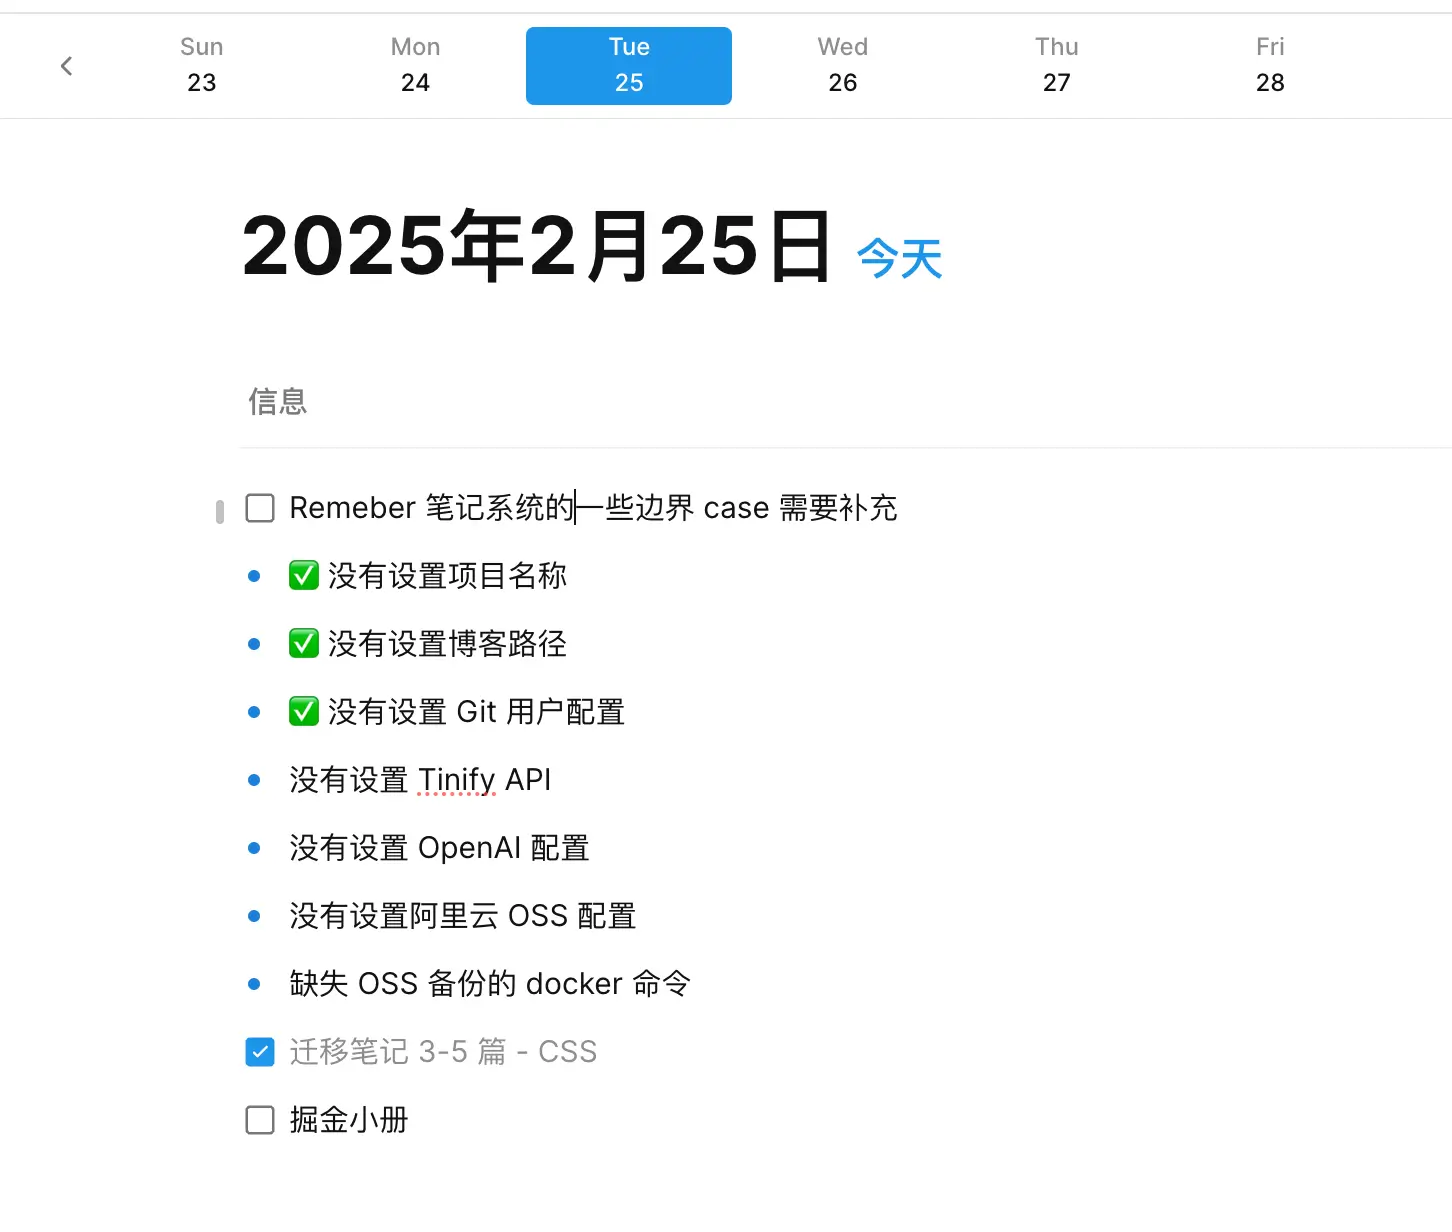 Sun Mon Tue Wed Thu Fri
23 24 25 26 27 28
2025年2月25日 今天
信息
Remeber 笔记系统的一些边界 case 需要补充
✅ 没有设置项目名称
✅ 没有设置博客路径
✅ 没有设置 Git 用户配置
没有设置 Tinify API
没有设置 OpenAI 配置
没有设置阿里云 OSS 配置
缺失 OSS 备份的 docker 命令
迁移笔记 3-5 篇 - CSS
掘金小册